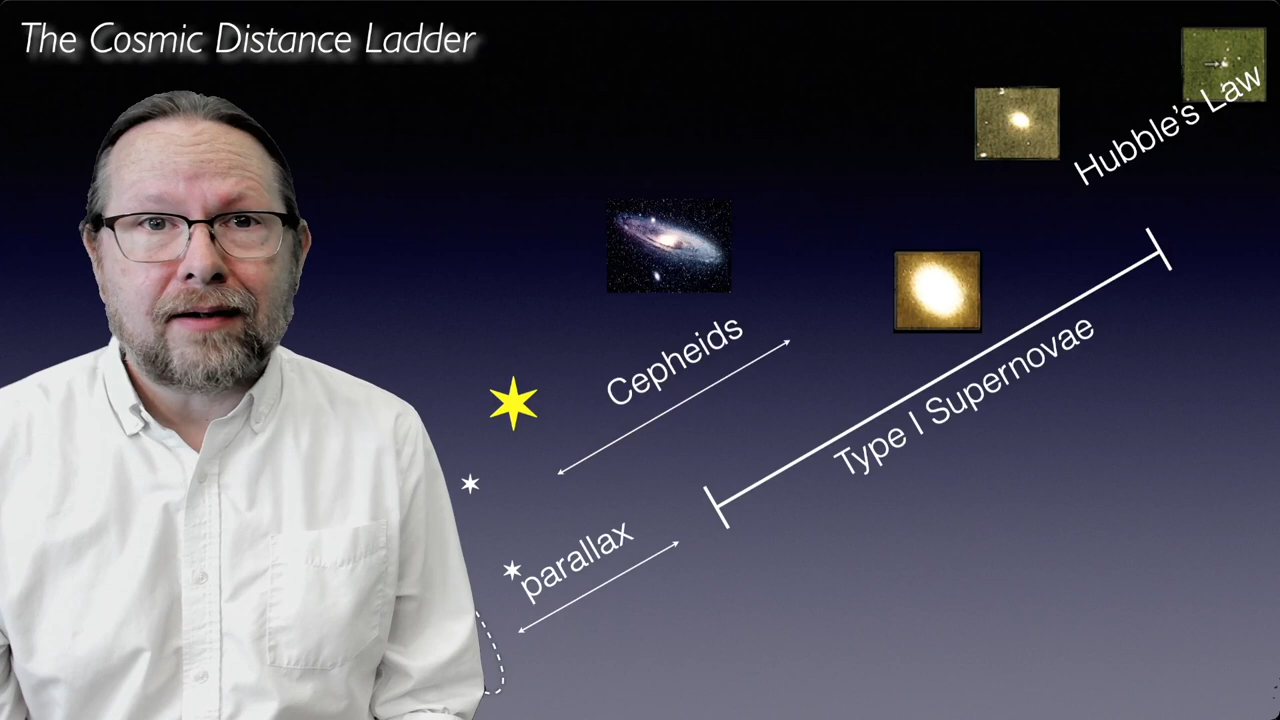 The Cosmic Distance Ladder
Hubble's Law
Cepheids
Type I Supernovae
parallax